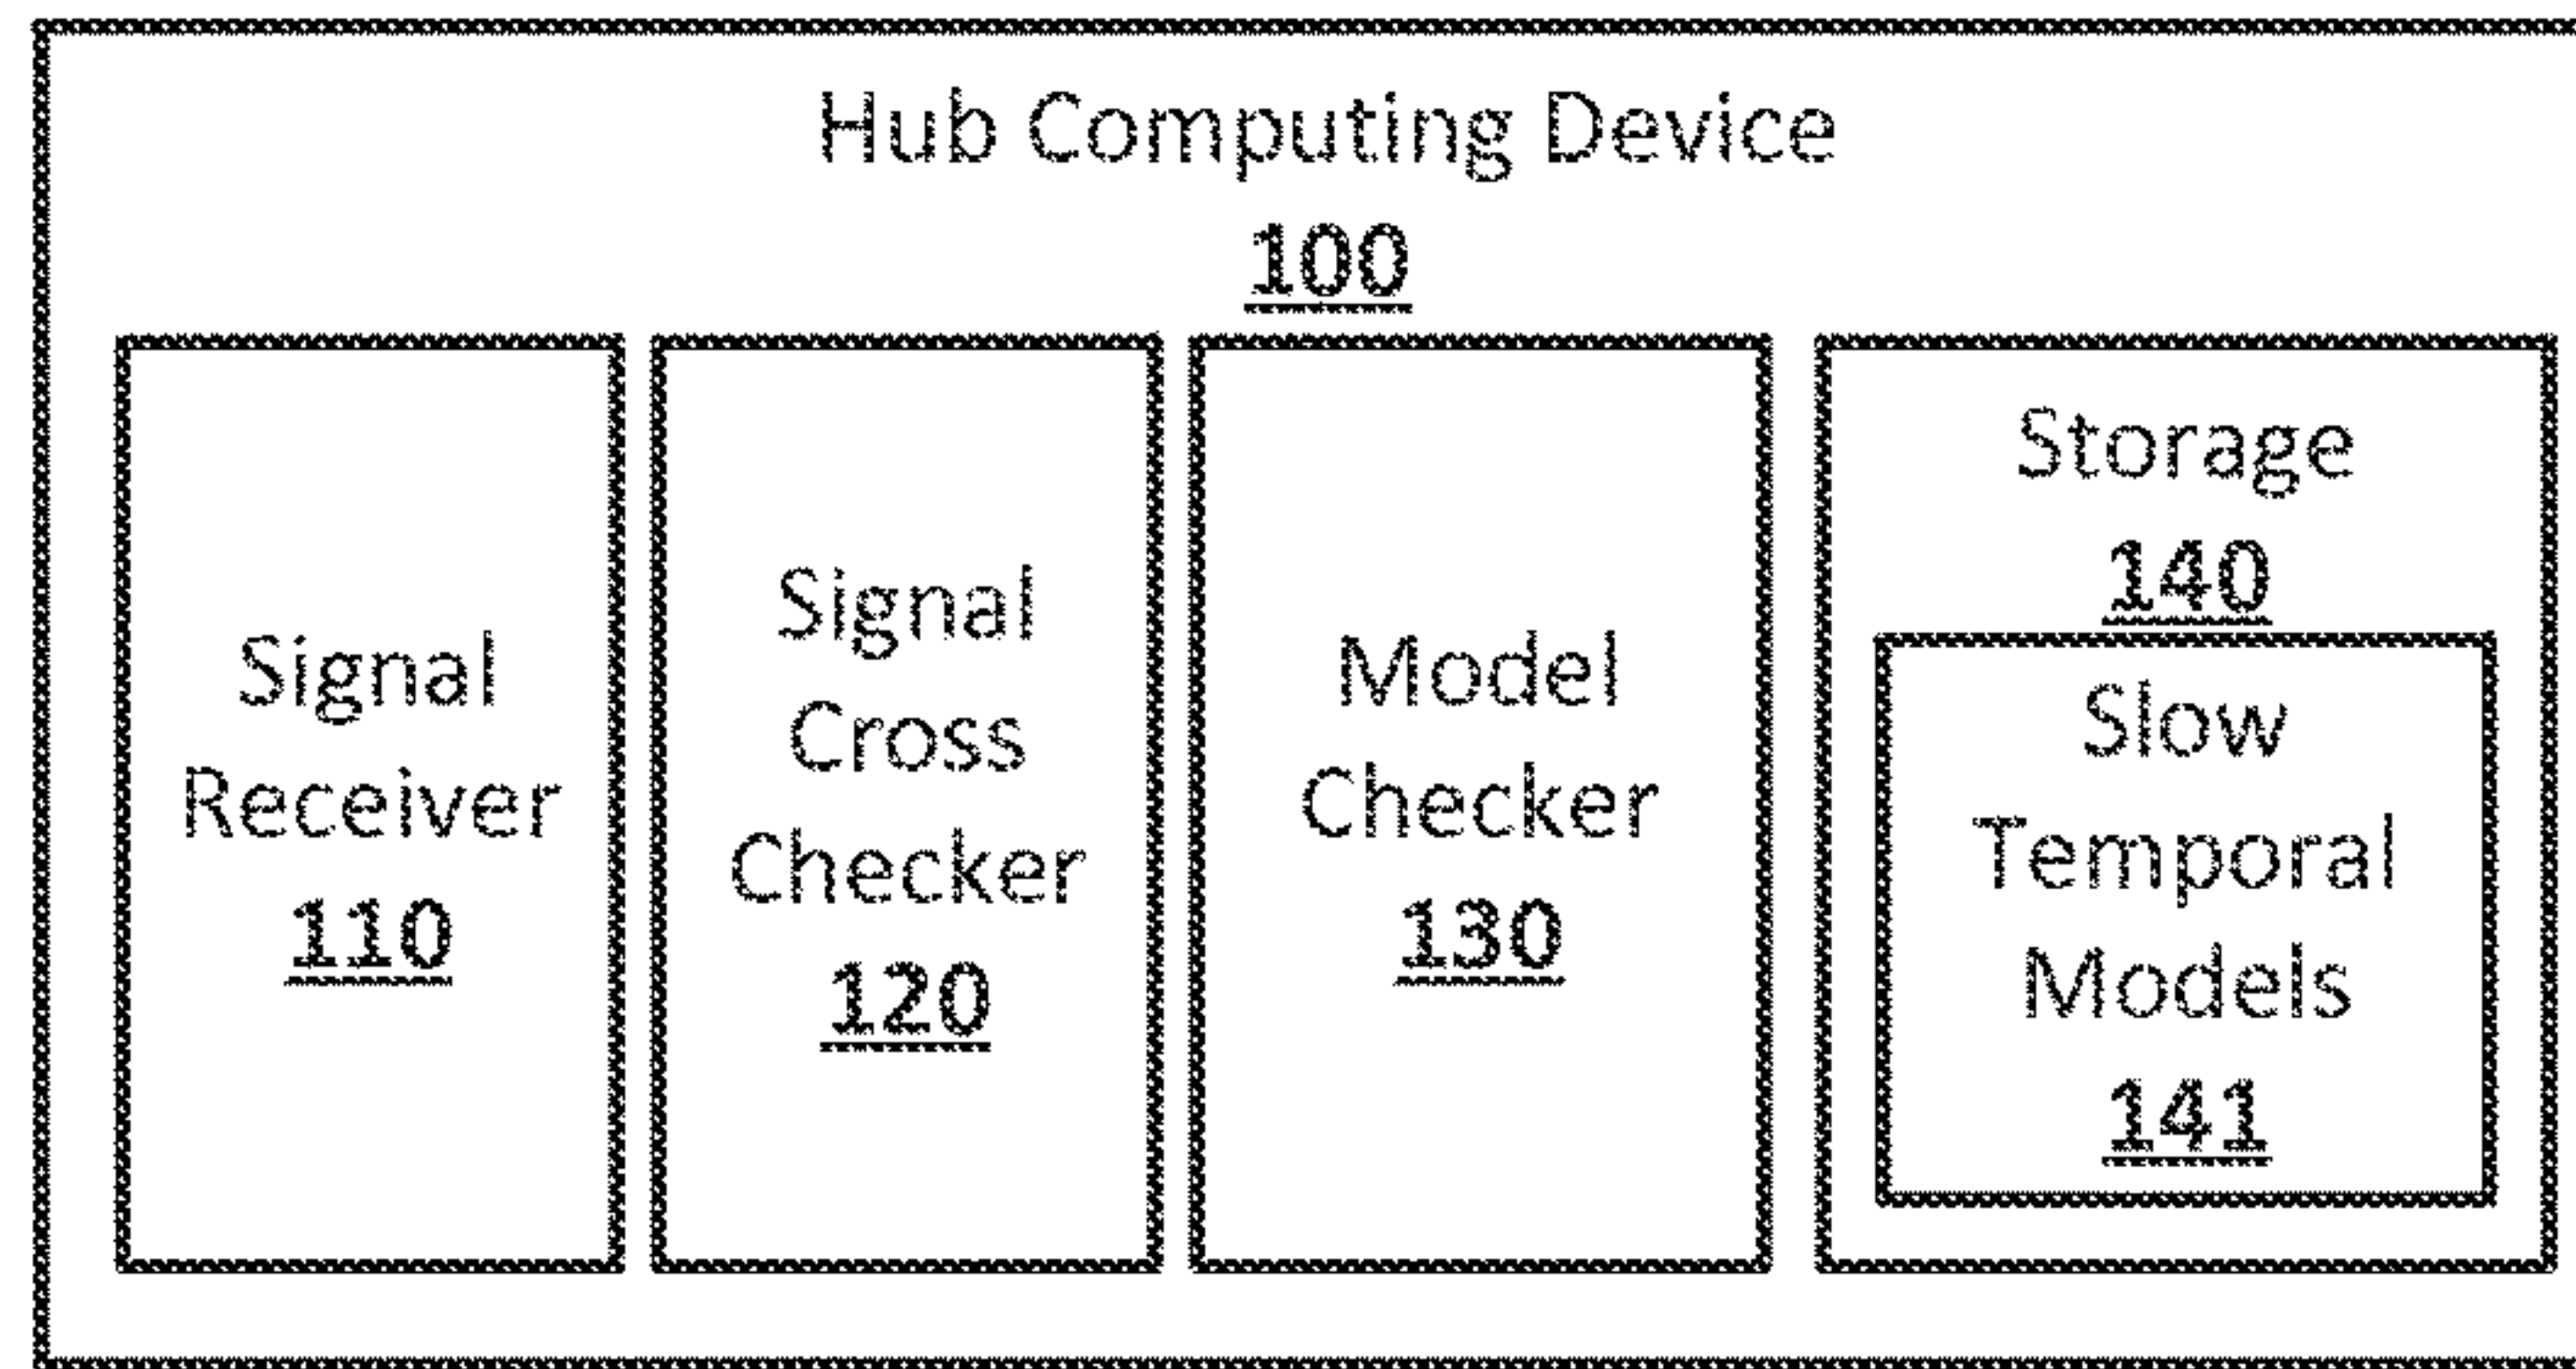 Hub Computing Device
100
Signal
Receiver
110
Signal
Cross
Checker
120
Model
Checker
130
Storage
140
Slow
Temporal
Models
141